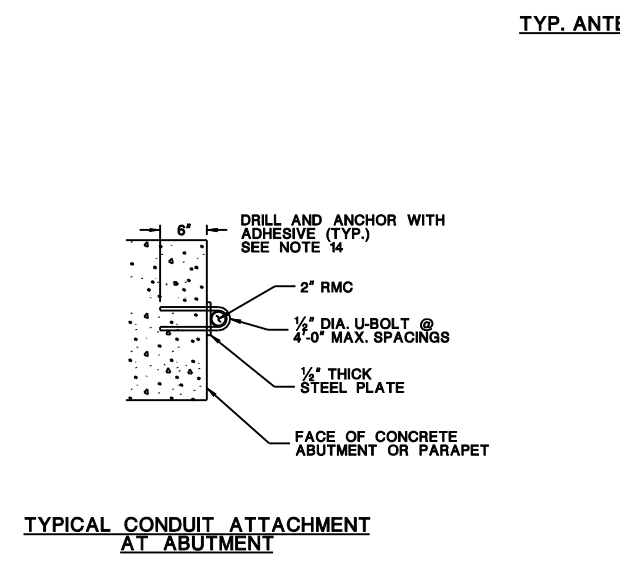 TYP. ANTE
6"
DRILL AND ANCHOR WITH
ADHESIVE (TYP.)
SEE NOTE 14
2" RMC
½" DIA. U-BOLT @
4'-0" MAX. SPACINGS
½" THICK
STEEL PLATE
FACE OF CONCRETE
ABUTMENT OR PARAPET
TYPICAL CONDUIT ATTACHMENT
AT ABUTMENT